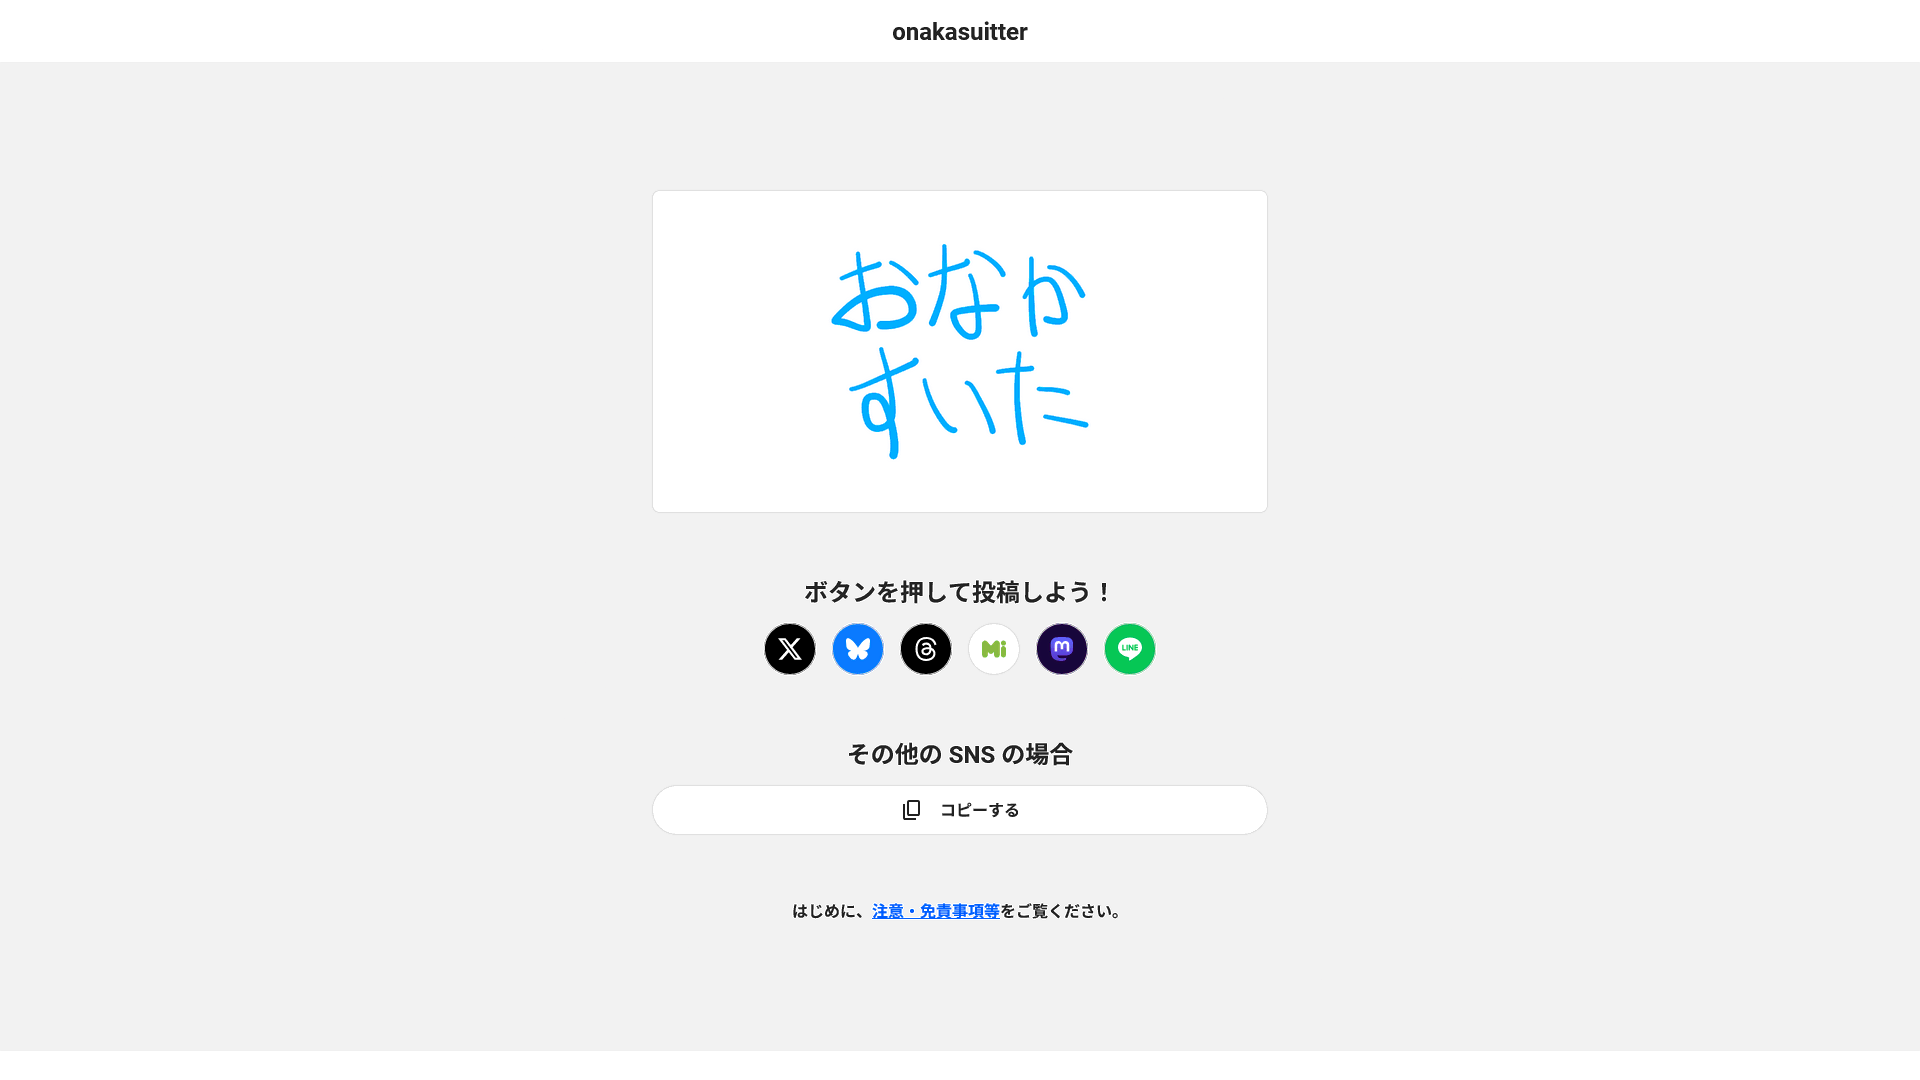 onakasuitter
おなか
すいた
ボタンを押して投稿しよう！
Mi
m
LINE
その他の SNS の場合
コピーする
はじめに、注意・免責事項等をご覧ください。